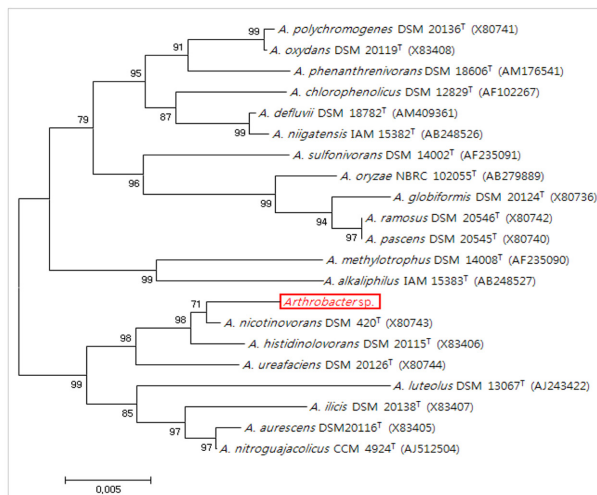 99 A. polychromogenes DSM 20136ᵀ (X80741)
A. oxydans DSM 20119ᵀ (X83408)
91
A. phenanthrenivorans DSM 18606ᵀ (AM176541)
95
A. chlorophenolicus DSM 12829ᵀ (AF102267)
87
A. defluvii DSM 18782ᵀ (AM409361)
79
99 A. niigatensis IAM 15382ᵀ (AB248526)
A. sulfonivorans DSM 14002ᵀ (AF235091)
96
A. oryzae NBRC 102055ᵀ (AB279889)
99
A. globiformis DSM 20124ᵀ (X80736)
94
A. ramosus DSM 20546ᵀ (X80742)
97 A. pascens DSM 20545ᵀ (X80740)
A. methylotrophus DSM 14008ᵀ (AF235090)
99
A. alkaliphilus IAM 15383ᵀ (AB248527)
71 Arthrobacter sp.
98 A. nicotinovorans DSM 420ᵀ (X80743)
98
A. histidinolovorans DSM 20115ᵀ (X83406)
A. ureafaciens DSM 20126ᵀ (X80744)
99
A. luteolus DSM 13067ᵀ (AJ243422)
85
A. ilicis DSM 20138ᵀ (X83407)
97
A. aurescens DSM20116ᵀ (X83405)
97 A. nitroguajacolicus CCM 4924ᵀ (AJ512504)
0,005